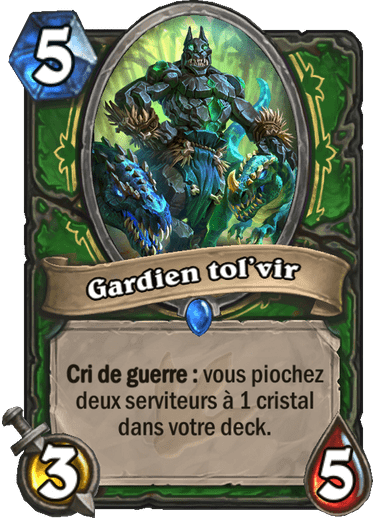 5
Gardien tol'vir
Cri de guerre : vous piochez
deux serviteurs à 1 cristal
dans votre deck.
3
5